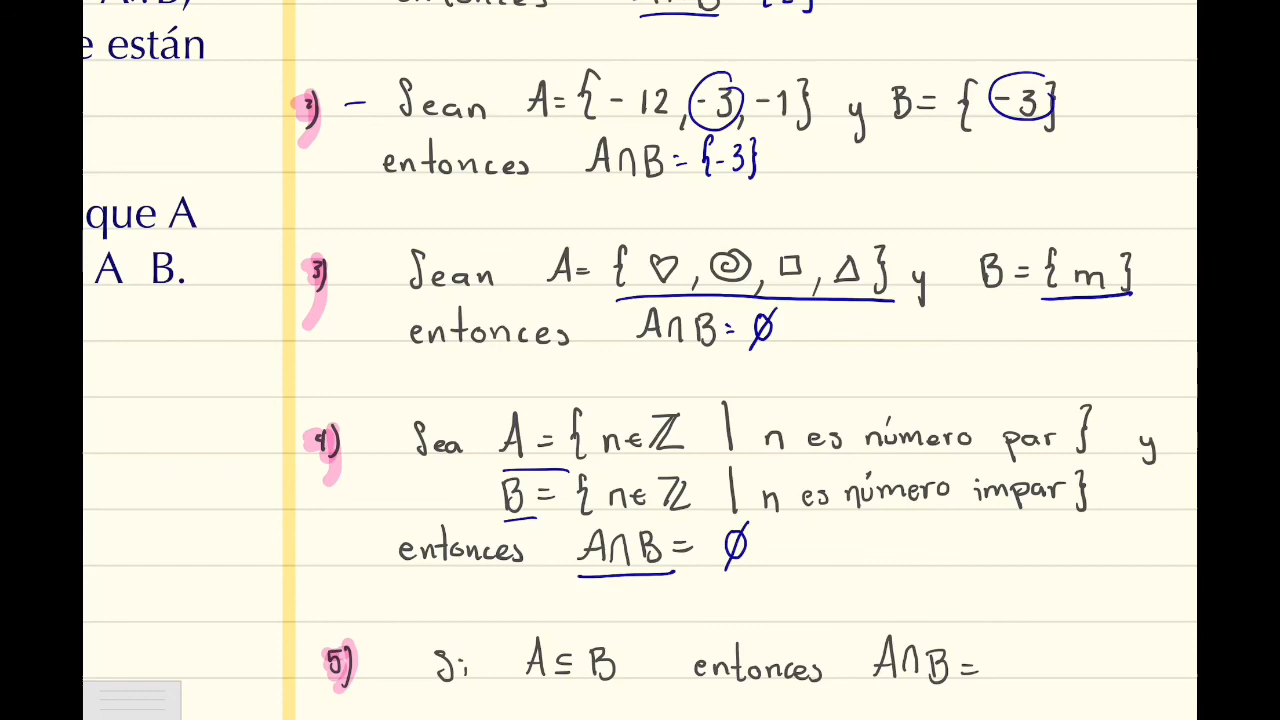 e están
que A
A B.
2) - Sean A={-12, -3, -1} y B={-3}
entonces A∩B={-3}
3) Sean A={♡, , □, △} y B={m}
entonces A∩B=∅
4) Sea A={n∈ℤ | n es número par} y
B={n∈ℤ | n es número impar}
entonces A∩B=∅
5) Si A⊆B entonces A∩B=